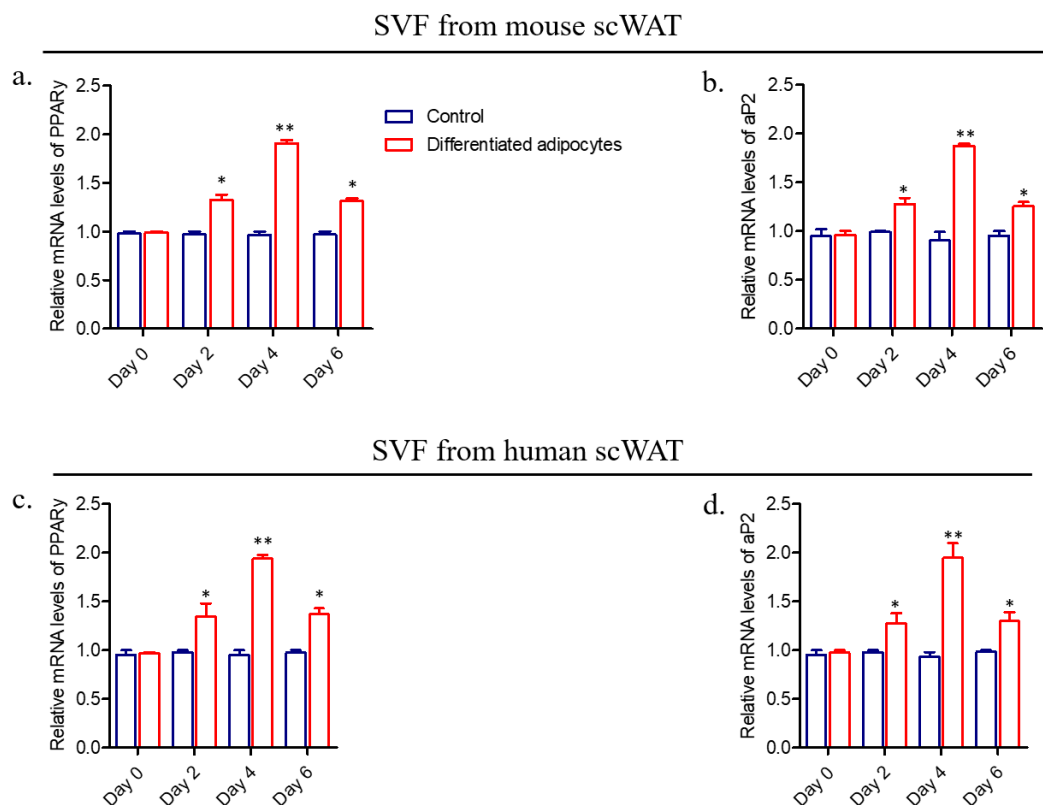 SVF from mouse scWAT
a.
Relative mRNA levels of PPARy
2.5
2.0
1.5
1.0
0.5
0.0
**
*
*
Day 0
Day 2
Day 4
Day 6
Control
Differentiated adipocytes
b.
Relative mRNA levels of aP2
2.5
2.0
1.5
1.0
0.5
0.0
**
*
*
Day 0
Day 2
Day 4
Day 6
SVF from human scWAT
c.
Relative mRNA levels of PPARy
2.5
2.0
1.5
1.0
0.5
0.0
**
*
*
Day 0
Day 2
Day 4
Day 6
d.
Relative mRNA levels of aP2
2.5
2.0
1.5
1.0
0.5
0.0
**
*
*
Day 0
Day 2
Day 4
Day 6